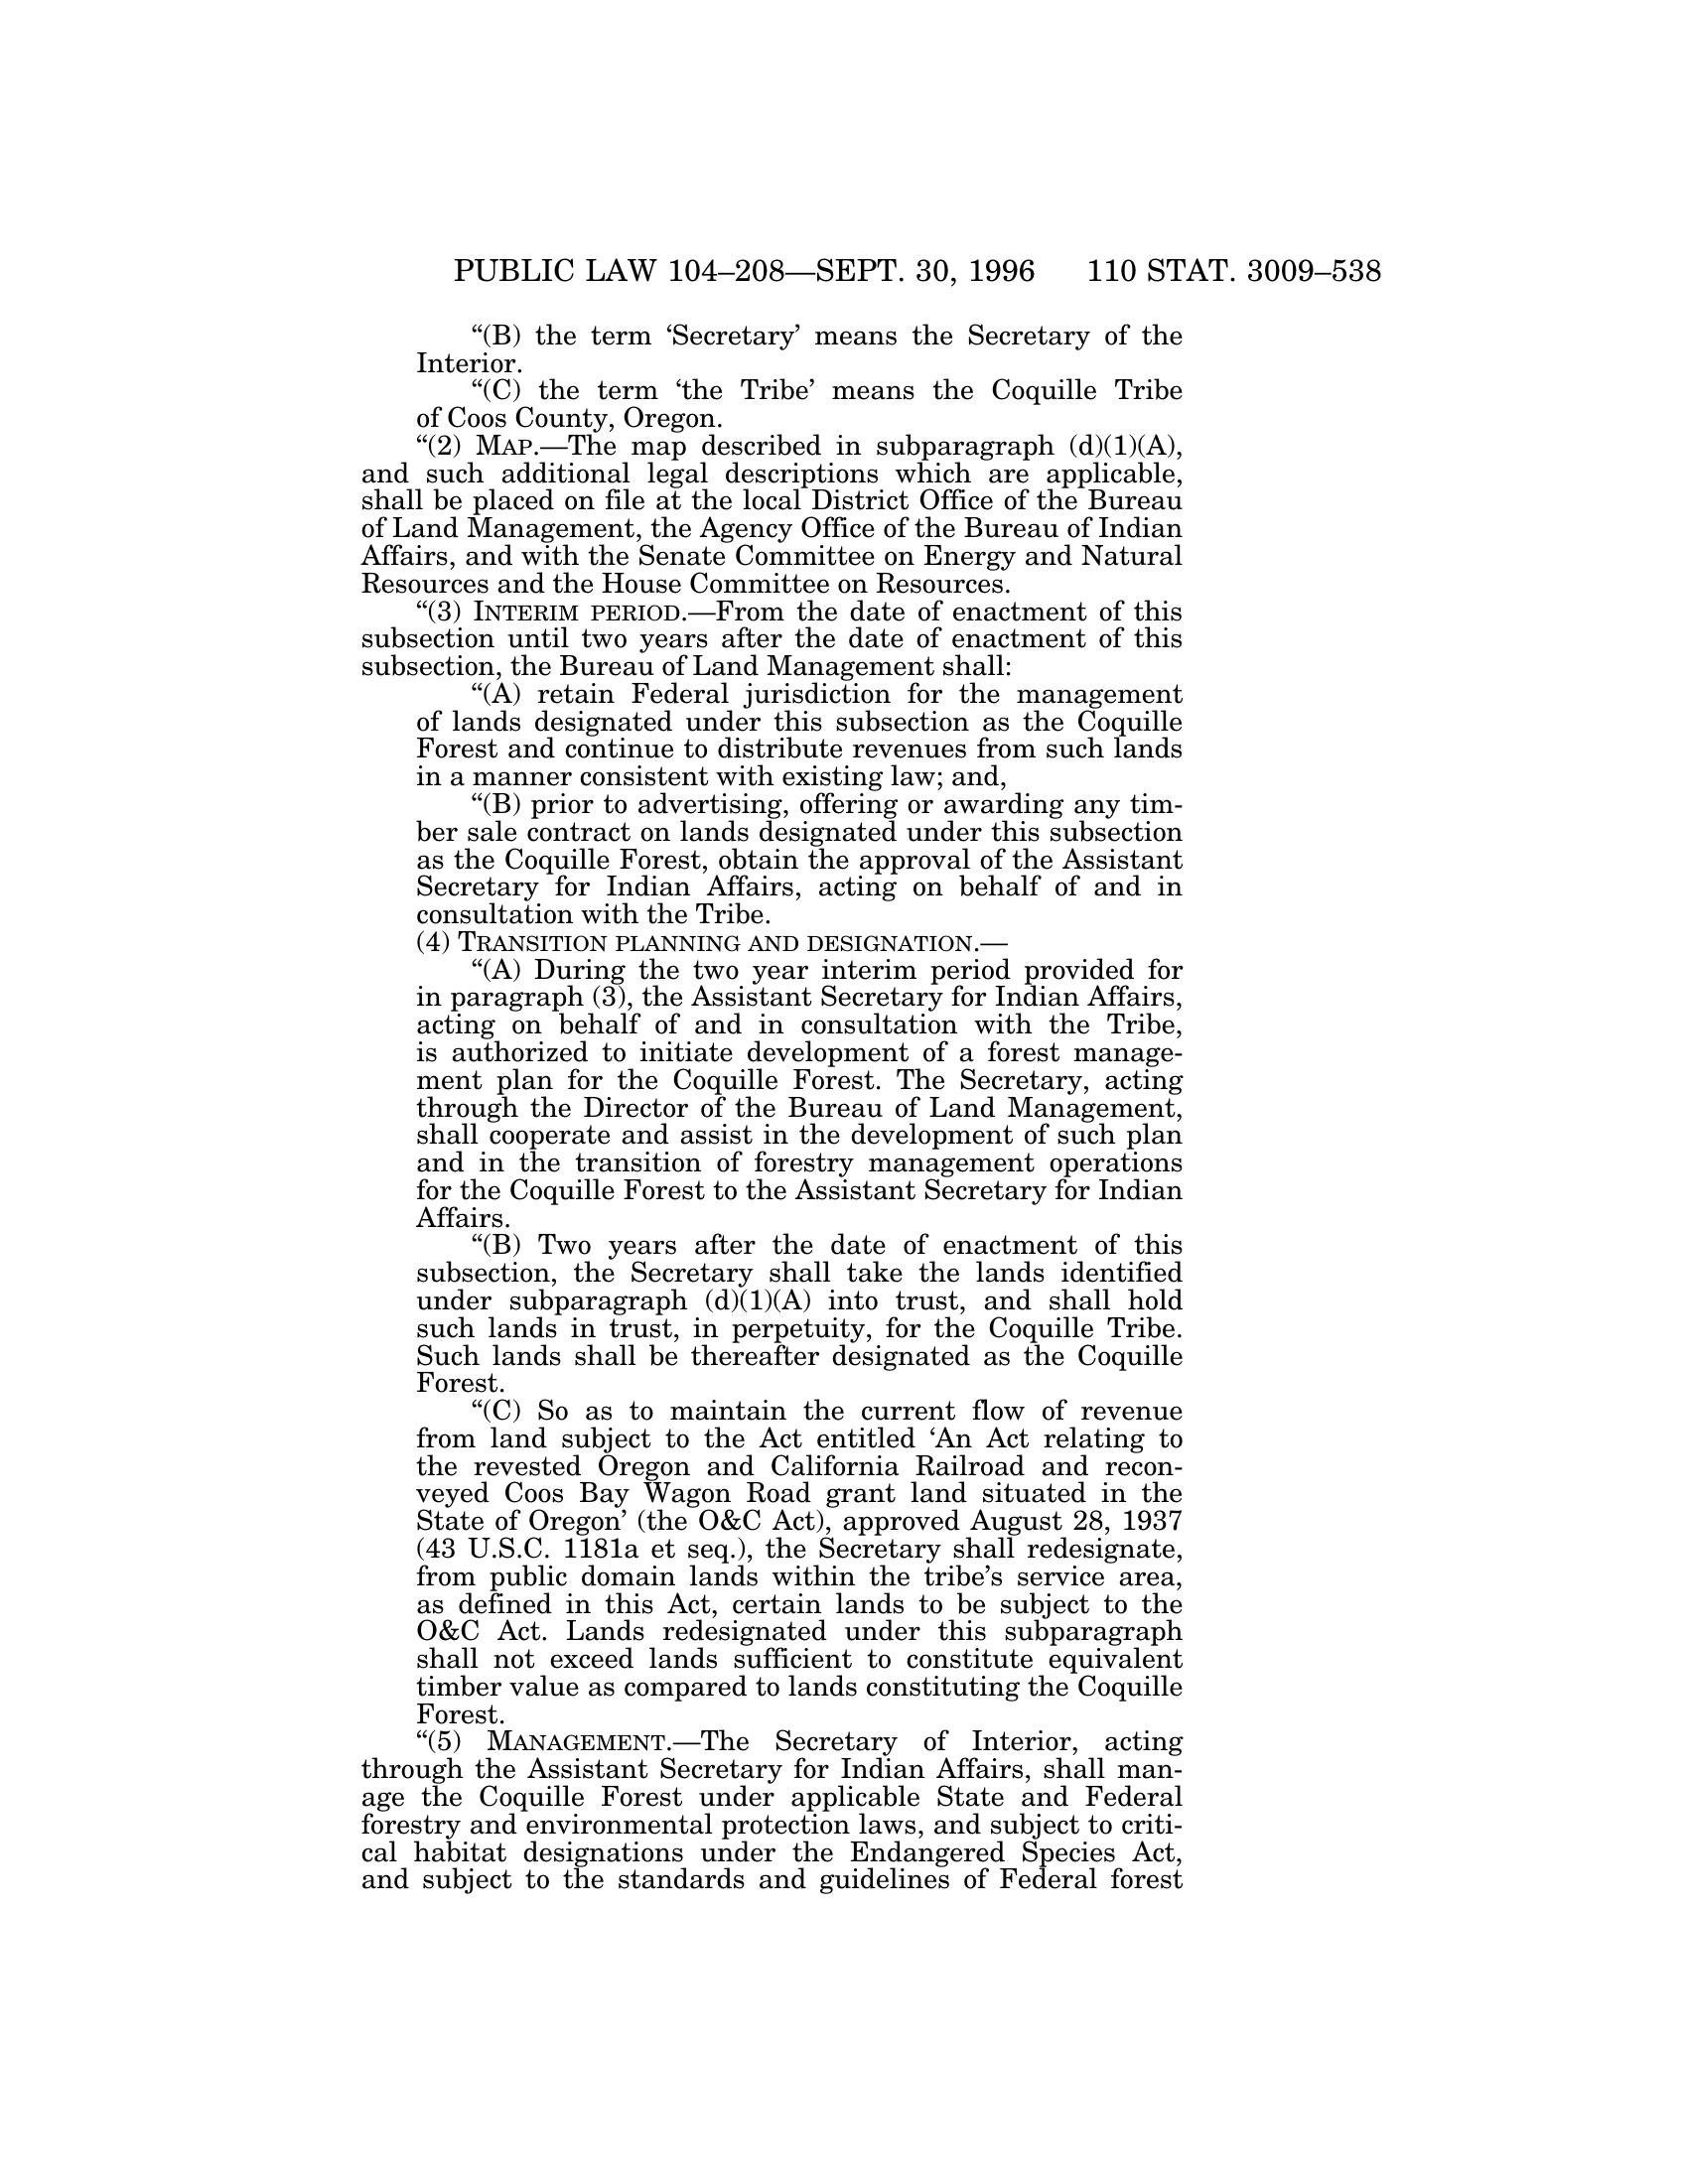 PUBLIC LAW 104–208—SEPT. 30, 1996 110 STAT. 3009–538
“(B) the term ‘Secretary’ means the Secretary of the
Interior.
“(C) the term ‘the Tribe’ means the Coquille Tribe
of Coos County, Oregon.
“(2) MAP.—The map described in subparagraph (d)(1)(A),
and such additional legal descriptions which are applicable,
shall be placed on file at the local District Office of the Bureau
of Land Management, the Agency Office of the Bureau of Indian
Affairs, and with the Senate Committee on Energy and Natural
Resources and the House Committee on Resources.
“(3) INTERIM PERIOD.—From the date of enactment of this
subsection until two years after the date of enactment of this
subsection, the Bureau of Land Management shall:
“(A) retain Federal jurisdiction for the management
of lands designated under this subsection as the Coquille
Forest and continue to distribute revenues from such lands
in a manner consistent with existing law; and,
“(B) prior to advertising, offering or awarding any tim-
ber sale contract on lands designated under this subsection
as the Coquille Forest, obtain the approval of the Assistant
Secretary for Indian Affairs, acting on behalf of and in
consultation with the Tribe.
(4) TRANSITION PLANNING AND DESIGNATION.—
“(A) During the two year interim period provided for
in paragraph (3), the Assistant Secretary for Indian Affairs,
acting on behalf of and in consultation with the Tribe,
is authorized to initiate development of a forest manage-
ment plan for the Coquille Forest. The Secretary, acting
through the Director of the Bureau of Land Management,
shall cooperate and assist in the development of such plan
and in the transition of forestry management operations
for the Coquille Forest to the Assistant Secretary for Indian
Affairs.
“(B) Two years after the date of enactment of this
subsection, the Secretary shall take the lands identified
under subparagraph (d)(1)(A) into trust, and shall hold
such lands in trust, in perpetuity, for the Coquille Tribe.
Such lands shall be thereafter designated as the Coquille
Forest.
“(C) So as to maintain the current flow of revenue
from land subject to the Act entitled ‘An Act relating to
the revested Oregon and California Railroad and recon-
veyed Coos Bay Wagon Road grant land situated in the
State of Oregon’ (the O&C Act), approved August 28, 1937
(43 U.S.C. 1181a et seq.), the Secretary shall redesignate,
from public domain lands within the tribe’s service area,
as defined in this Act, certain lands to be subject to the
O&C Act. Lands redesignated under this subparagraph
shall not exceed lands sufficient to constitute equivalent
timber value as compared to lands constituting the Coquille
Forest.
“(5) MANAGEMENT.—The Secretary of Interior, acting
through the Assistant Secretary for Indian Affairs, shall man-
age the Coquille Forest under applicable State and Federal
forestry and environmental protection laws, and subject to criti-
cal habitat designations under the Endangered Species Act,
and subject to the standards and guidelines of Federal forest